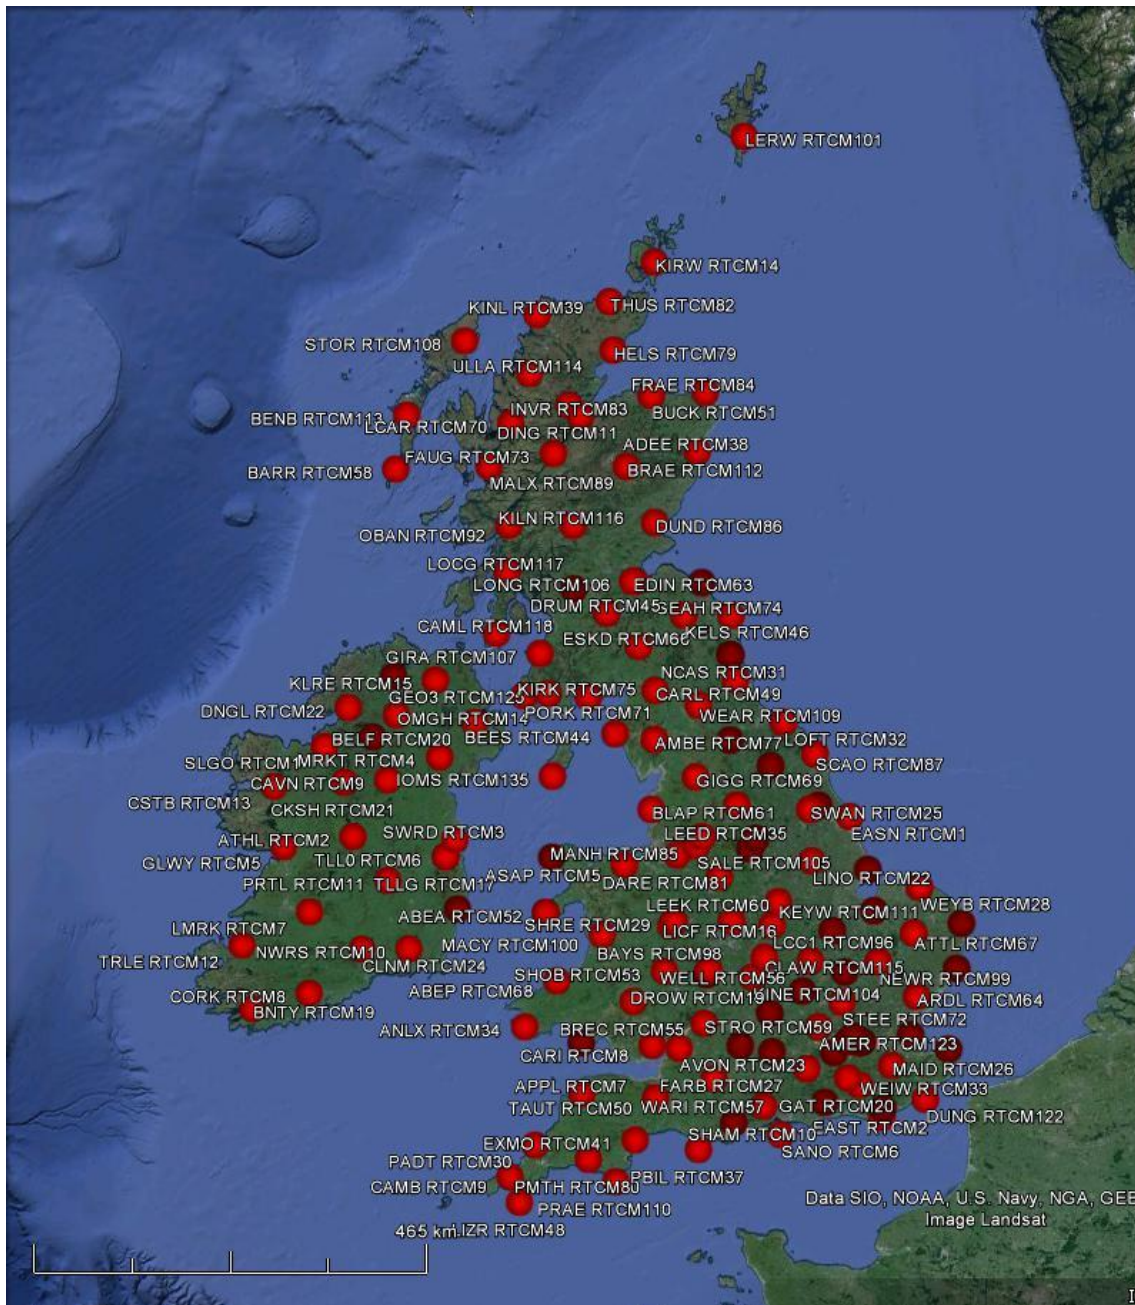 LERW RTCM101
KIRW RTCM14
THUS RTCM82
KINL RTCM39
STOR RTCM108
HELS RTCM79
ULLA RTCM114
FRAE RTCM84
INVR RTCM83
BUCK RTCM51
BENB RTCM113
LCAR RTCM70
DING RTCM11
ADEE RTCM38
FAUG RTCM73
BRAE RTCM112
BARR RTCM58
MALX RTCM89
KILN RTCM116
DUND RTCM86
OBAN RTCM92
LOCG RTCM117
LONG RTCM106
EDIN RTCM63
DRUM RTCM45
SEAH RTCM74
CAML RTCM118
KELS RTCM46
ESKD RTCM66
GIRA RTCM107
NCAS RTCM31
KLRE RTCM15
GEO3 RTCM125
KIRK RTCM75
CARL RTCM49
DNGL RTCM22
OMGH RTCM14
PORK RTCM71
WEAR RTCM109
BELF RTCM20
BEES RTCM44
AMBE RTCM77
LOFT RTCM32
SLGO RTCM1
MRKT RTCM4
SCAO RTCM87
CAVN RTCM9
IOMS RTCM135
GIGG RTCM69
CSTB RTCM13
CKSH RTCM21
BLAP RTCM61
SWAN RTCM25
ATHL RTCM2
SWRD RTCM3
LEED RTCM35
EASN RTCM1
GLWY RTCM5
TLL0 RTCM6
MANH RTCM85
SALE RTCM105
PRTL RTCM11
TLLG RTCM17
ASAP RTCM5
DARE RTCM81
LINO RTCM22
LMRK RTCM7
ABEA RTCM52
SHRE RTCM29
LEEK RTCM60
KEYW RTCM111
WEYB RTCM28
TRLE RTCM12
NWRS RTCM10
MACY RTCM100
LICF RTCM16
LCC1 RTCM96
ATTL RTCM67
CLNM RTCM24
BAYS RTCM98
CLAW RTCM115
SHOB RTCM53
WELL RTCM56
NEWR RTCM99
CORK RTCM8
BNTY RTCM19
ABEP RTCM68
DROW RTCM19
KINE RTCM104
ARDL RTCM64
ANLX RTCM34
BREC RTCM55
STRO RTCM59
STEE RTCM72
CARI RTCM8
AMER RTCM123
AVON RTCM23
MAID RTCM26
APPL RTCM7
FARB RTCM27
WEIW RTCM33
TAUT RTCM50
WARI RTCM57
GAT RTCM20
DUNG RTCM122
EXMO RTCM41
SHAM RTCM10
EAST RTCM2
SANO RTCM6
PADT RTCM30
PBIL RTCM37
CAMB RTCM9
PMTH RTCM80
PRAE RTCM110
465 km
LIZR RTCM48
Data SIO, NOAA, U.S. Navy, NGA, GEB
Image Landsat